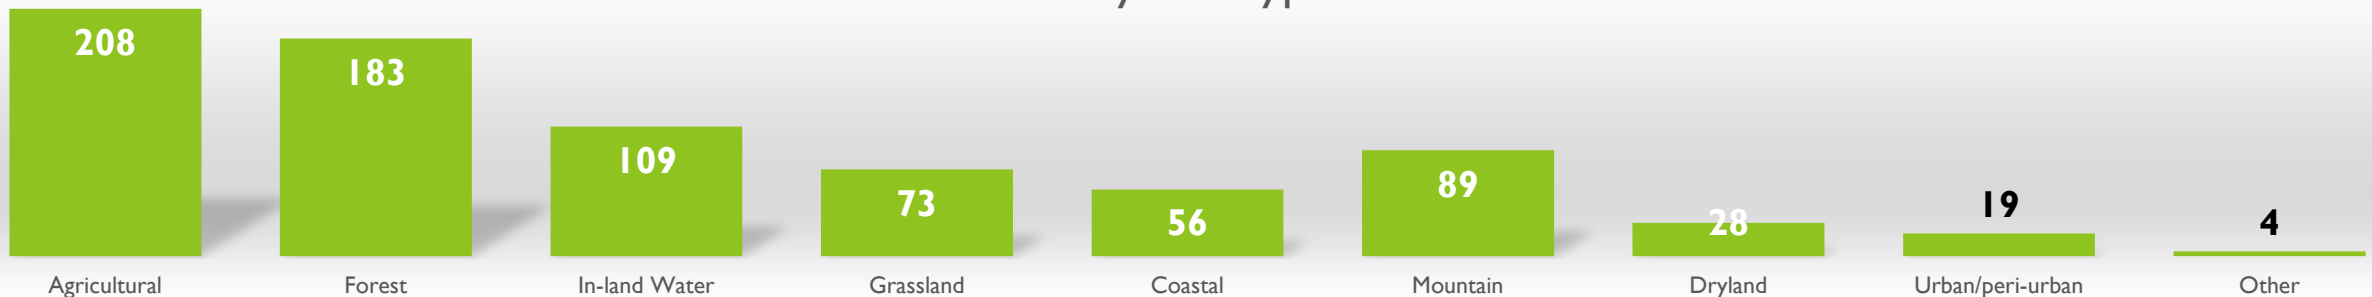 208
183
109
73
56
89
28
19
4
Agricultural
Forest
In-land Water
Grassland
Coastal
Mountain
Dryland
Urban/peri-urban
Other